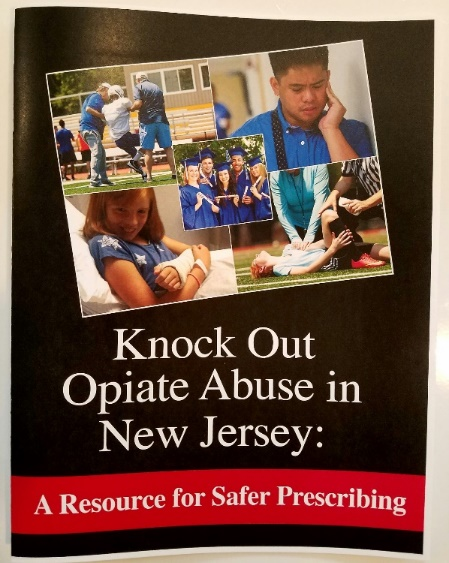 Knock Out
Opiate Abuse in
New Jersey:
A Resource for Safer Prescribing